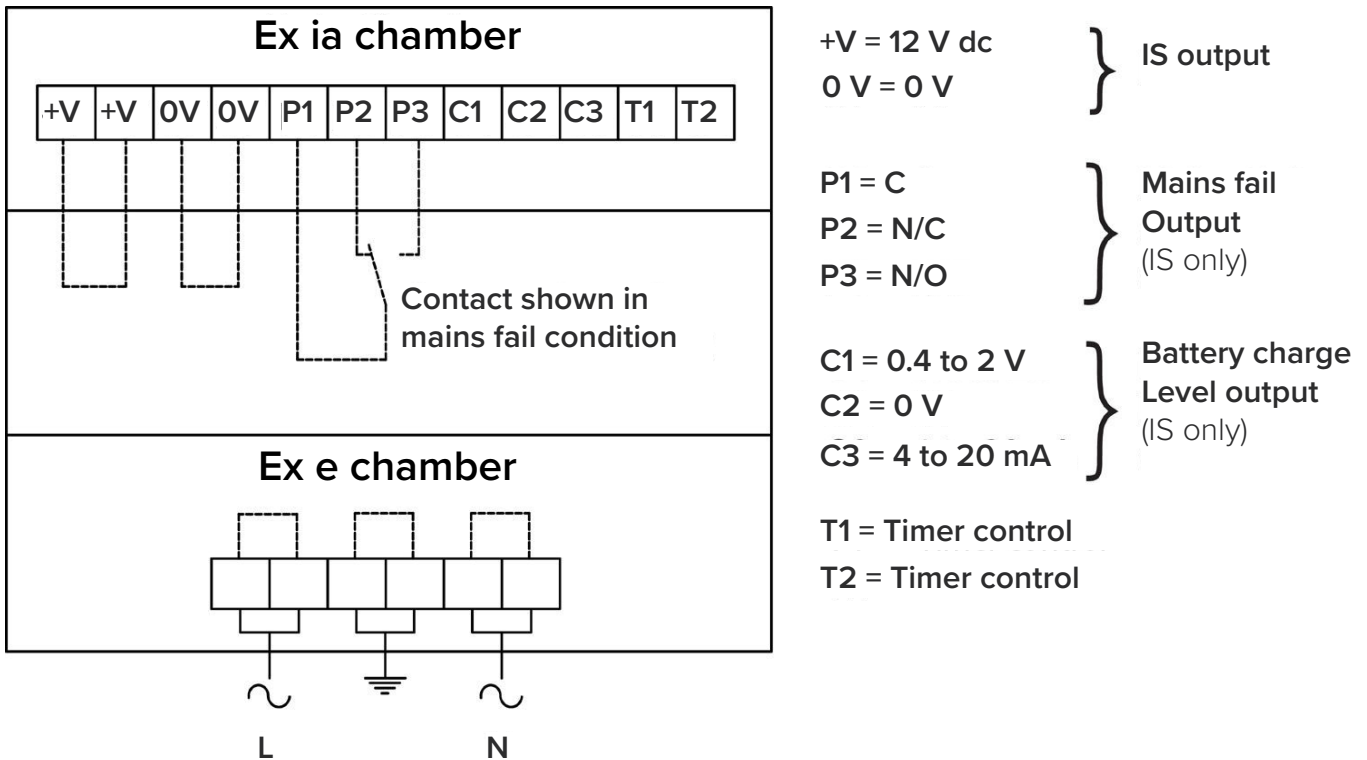 Ex ia chamber
+V +V 0V 0V P1 P2 P3 C1 C2 C3 T1 T2
Contact shown in
mains fail condition
Ex e chamber
L N
+V = 12 V dc
0 V = 0 V
IS output
P1 = C
P2 = N/C
P3 = N/O
Mains fail
Output
(IS only)
C1 = 0.4 to 2 V
C2 = 0 V
C3 = 4 to 20 mA
Battery charge
Level output
(IS only)
T1 = Timer control
T2 = Timer control